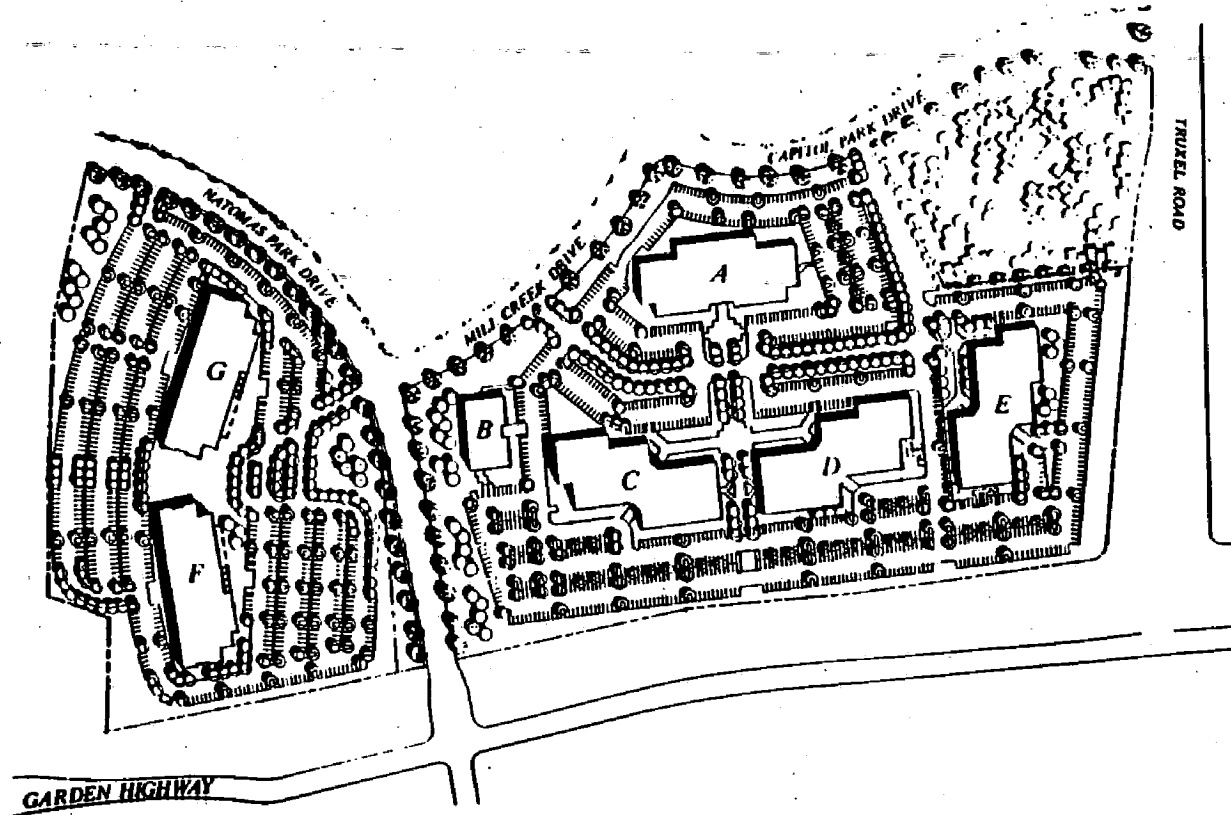 CAPITOL PARK DRIVE
TRUXEL ROAD
NATOMAS PARK DRIVE
MILL CREEK DRIVE
A
G
B
E
C
D
F
GARDEN HIGHWAY